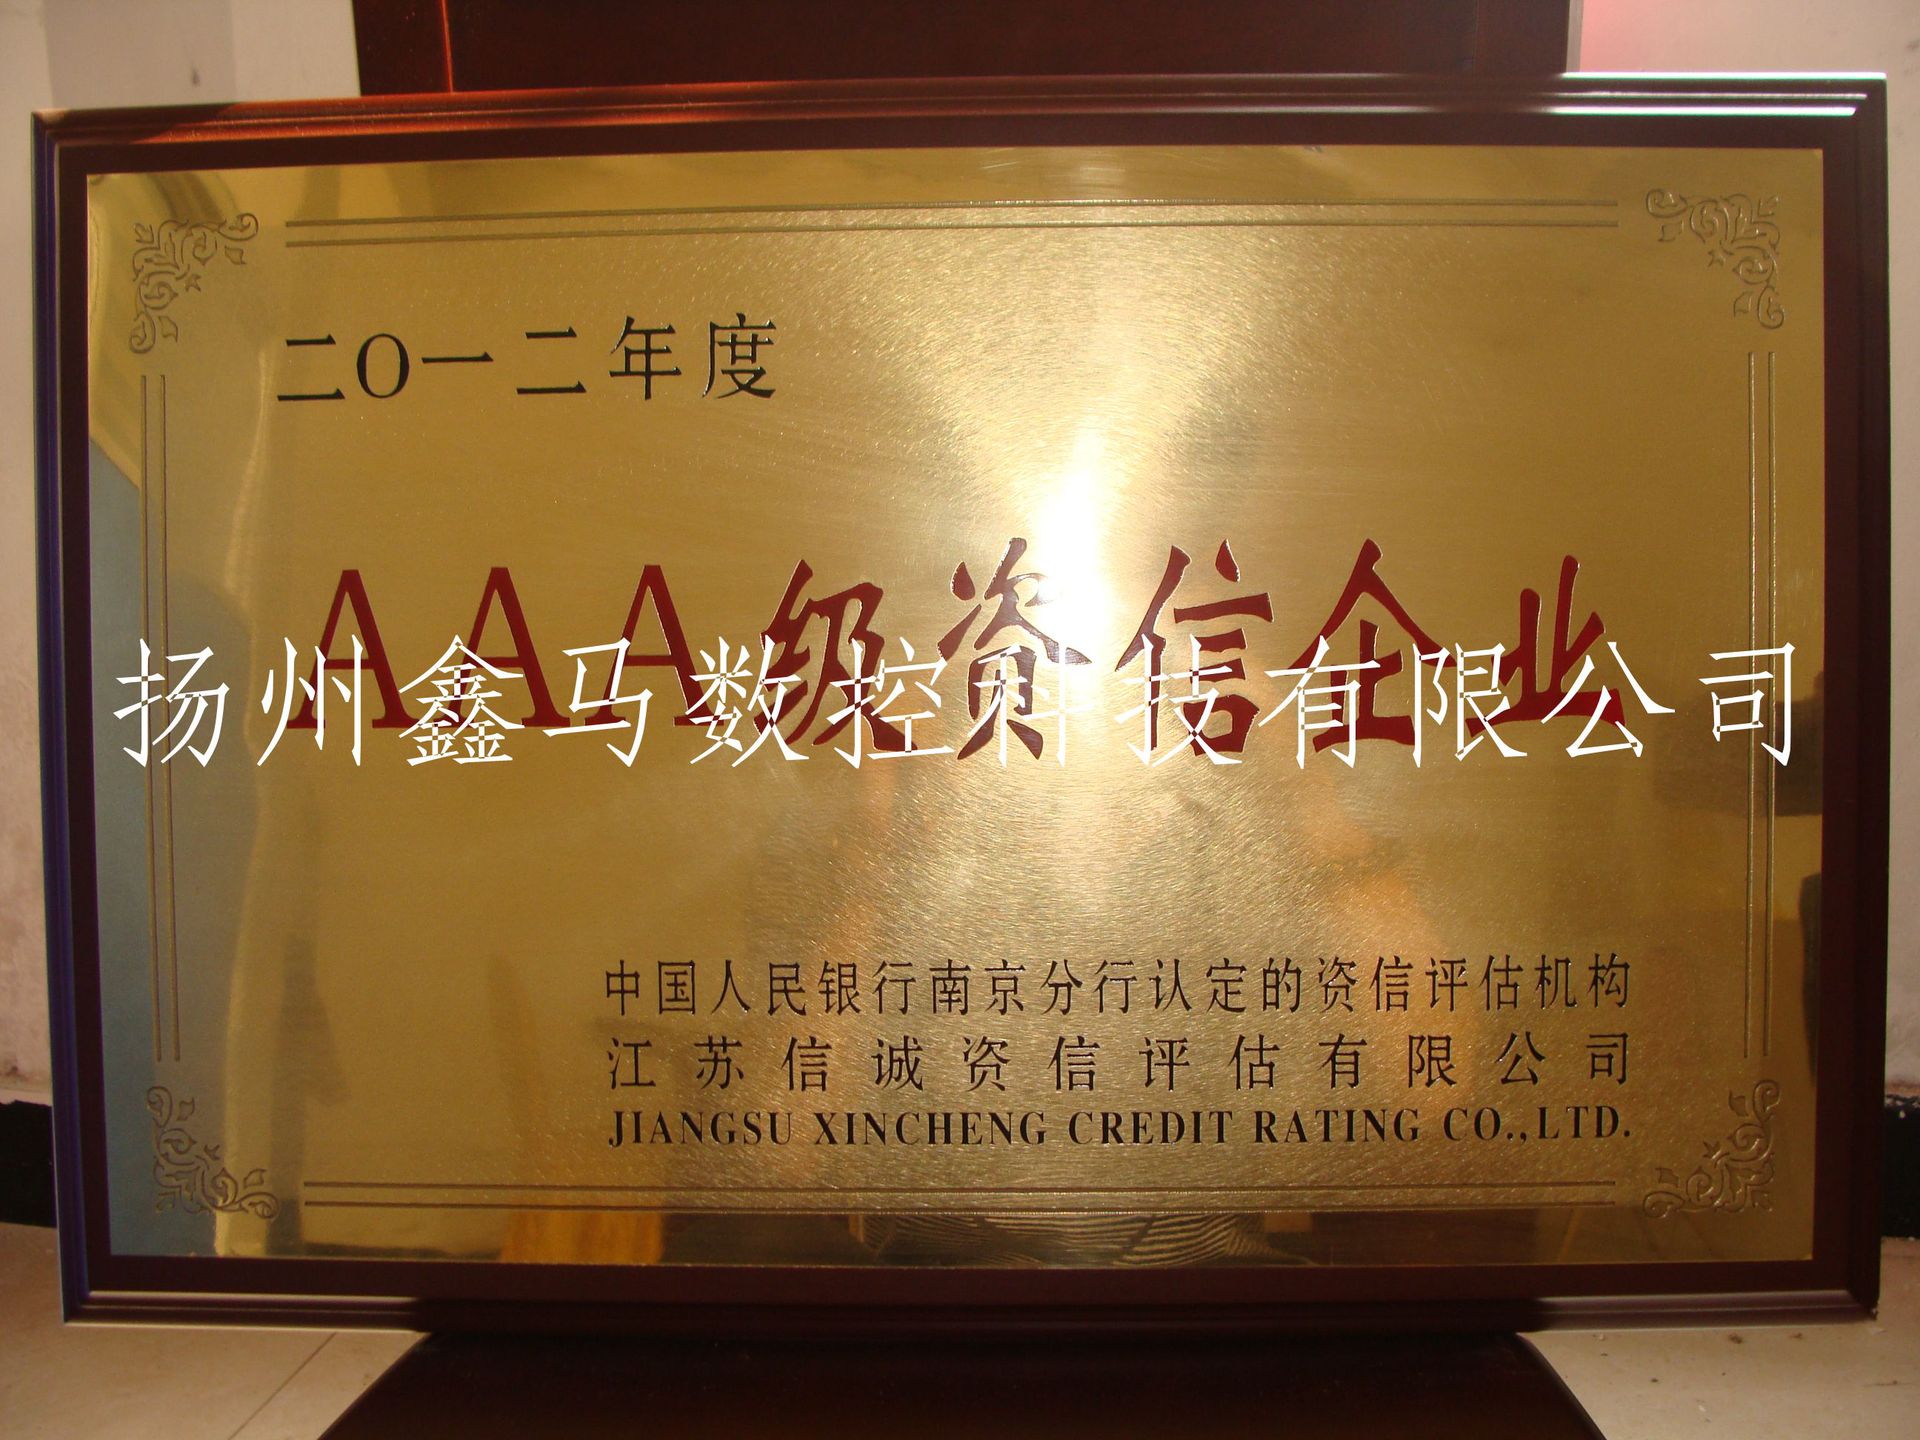 二〇一二年度
AAA级资信企业
扬州鑫马数控科技有限公司
中国人民银行南京分行认定的资信评估机构
江苏信诚资信评估有限公司
JIANGSU XINCHENG CREDIT RATING CO.,LTD.